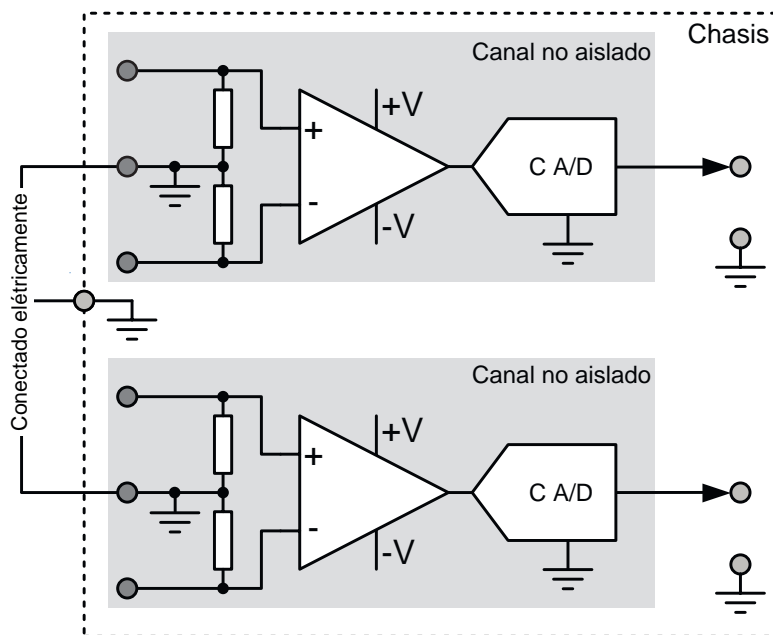 Chasis
Canal no aislado
+V
+
C A/D
-
-V
Conectado elétricamente
Canal no aislado
+V
+
C A/D
-
-V